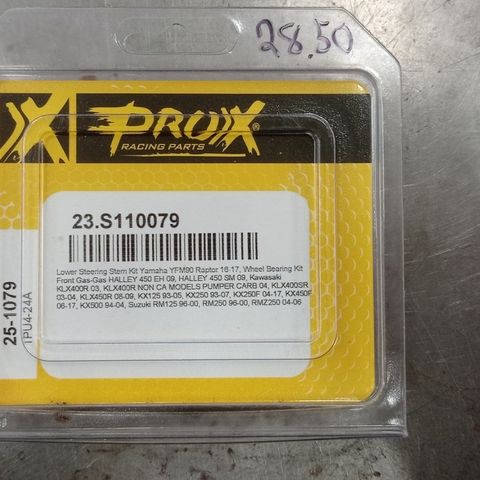 28.50
PROX
RACING PARTS
23.S110079
Lower Steering Stem Kit Yamaha YFM90 Raptor 16-17, Wheel Bearing Kit
Front Gas-Gas HALLEY 450 EH 09, HALLEY 450 SM 09, Kawasaki
KLX400R 03, KLX400R NON CA MODELS PUMPER CARB 04, KLX400SR
03-04, KLX450R 08-09, KX125 93-05, KX250 93-07, KX250F 04-17, KX450F
06-17, KX500 94-04, Suzuki RM125 96-00, RM250 96-00, RMZ250 04-06
25-1079
1PU4-24A